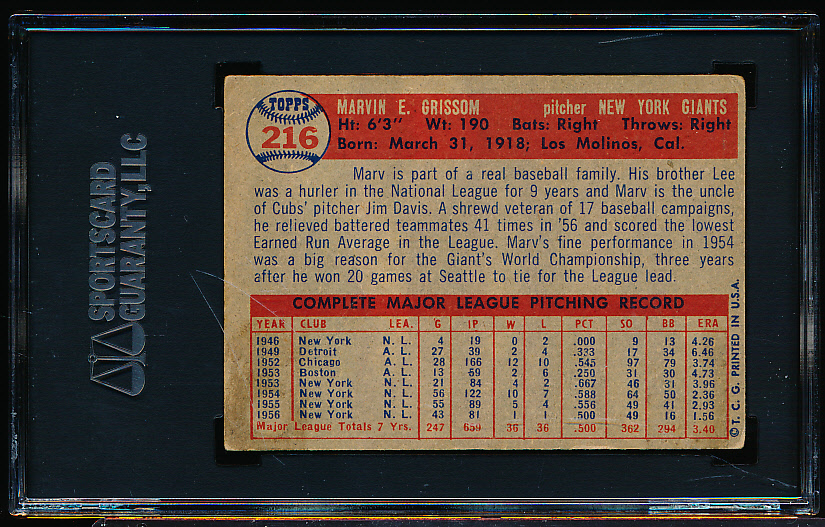 SPORTSCARD
GUARANTY, LLC
TOPPS
216
MARVIN E. GRISSOM pitcher NEW YORK GIANTS
Ht: 6'3" Wt: 190 Bats: Right Throws: Right
Born: March 31, 1918; Los Molinos, Cal.
Marv is part of a real baseball family. His brother Lee
was a hurler in the National League for 9 years and Marv is the uncle
of Cubs' pitcher Jim Davis. A shrewd veteran of 17 baseball campaigns,
he relieved battered teammates 41 times in '56 and scored the lowest
Earned Run Average in the League. Marv's fine performance in 1954
was a big reason for the Giant's World Championship, three years
after he won 20 games at Seattle to tie for the League lead.
COMPLETE MAJOR LEAGUE PITCHING RECORD
YEAR CLUB LEA. G IP W L PCT SO BB ERA
1946 New York N. L. 4 19 0 2 .000 9 13 4.26
1949 Detroit A. L. 27 39 2 4 .333 17 34 6.46
1952 Chicago A. L. 28 166 12 10 .545 97 79 3.74
1953 Boston A. L. 13 59 2 6 .250 31 30 4.73
1953 New York N. L. 21 84 4 2 .667 46 31 3.96
1954 New York N. L. 56 122 10 7 .588 64 50 2.36
1955 New York N. L. 55 89 5 4 .556 49 41 2.93
1956 New York N. L. 43 81 1 1 .500 49 16 1.56
Major League Totals 7 Yrs. 247 659 36 36 .500 362 294 3.40
© T. C. G. PRINTED IN U.S.A.